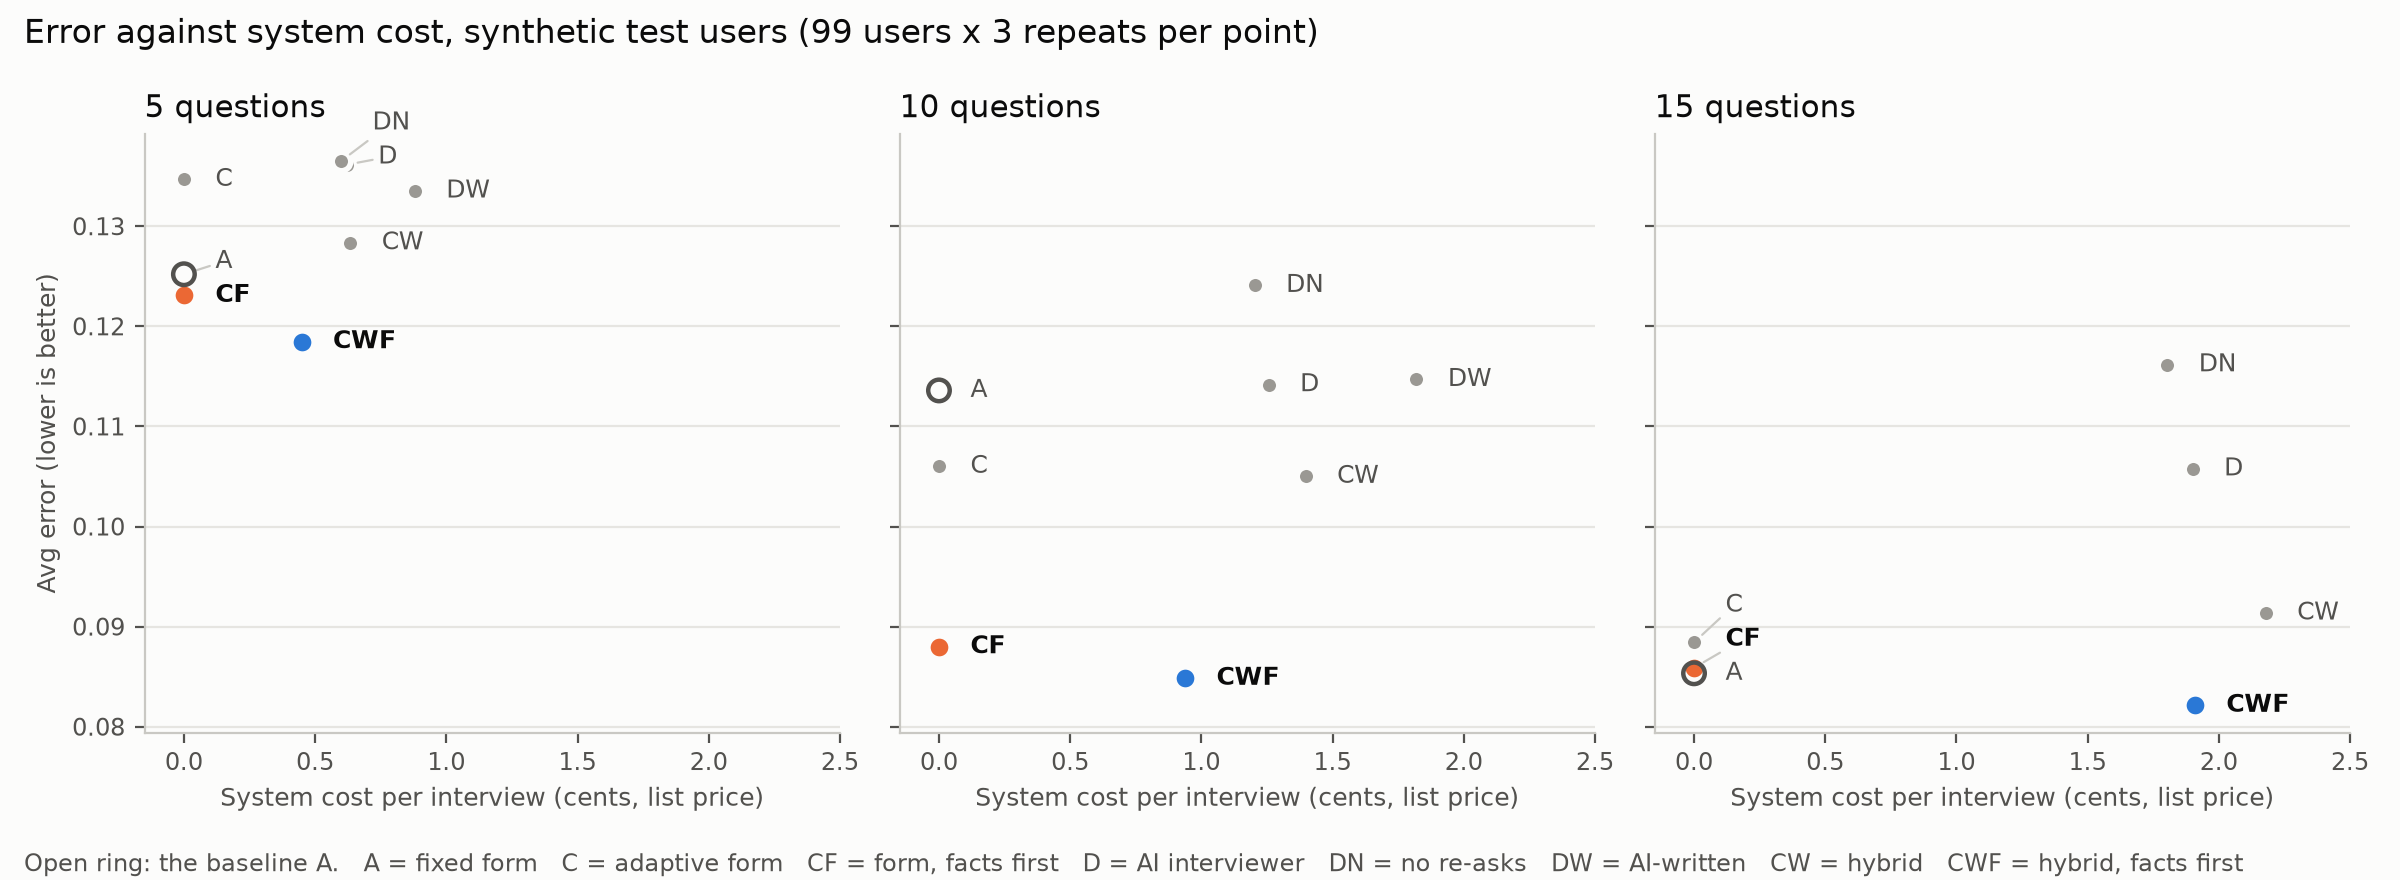 Error against system cost, synthetic test users (99 users x 3 repeats per point)
5 questions
DN
D
C
DW
CW
A
CF
CWF
0.13
0.12
0.11
0.10
0.09
0.08
Avg error (lower is better)
0.0 0.5 1.0 1.5 2.0 2.5
System cost per interview (cents, list price)
10 questions
DN
D
DW
A
C
CW
CF
CWF
0.0 0.5 1.0 1.5 2.0 2.5
System cost per interview (cents, list price)
15 questions
DN
D
C
CW
CF
A
CWF
0.0 0.5 1.0 1.5 2.0 2.5
System cost per interview (cents, list price)
Open ring: the baseline A. A = fixed form C = adaptive form CF = form, facts first D = AI interviewer DN = no re-asks DW = AI-written CW = hybrid CWF = hybrid, facts first